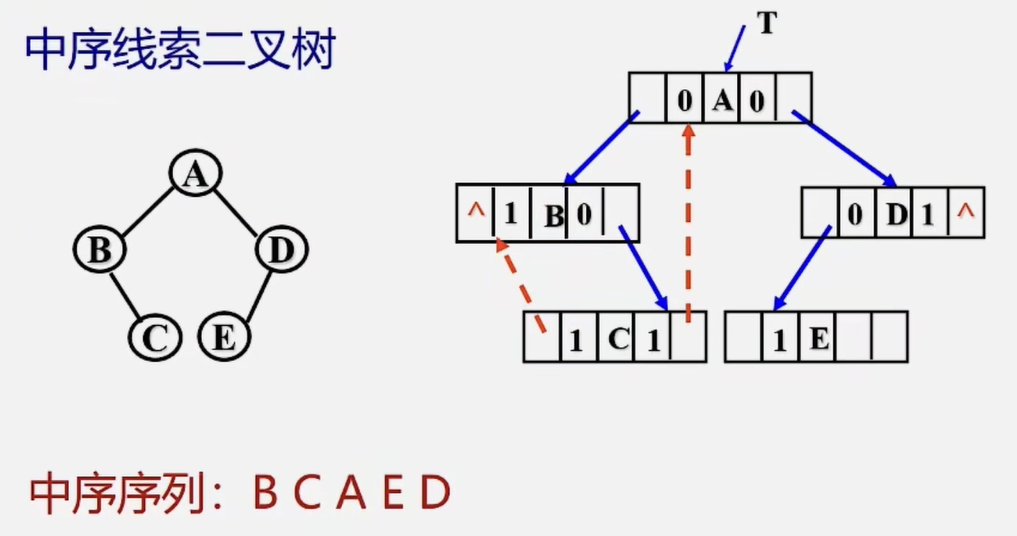 中序线索二叉树
T
0 A 0
A
^ 1 B 0
0 D 1 ^
B D
C E
1 C 1
1 E
中序序列：B C A E D